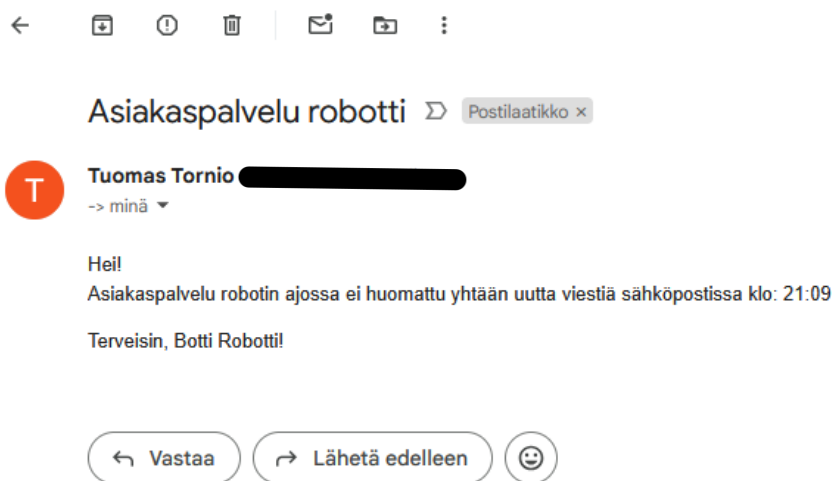 Asiakaspalvelu robotti Postilaatikko ×
Tuomas Tornio
-> minä
T
Hei!
Asiakaspalvelu robotin ajossa ei huomattu yhtään uutta viestiä sähköpostissa klo: 21:09
Terveisin, Botti Robotti!
Vastaa Lähetä edelleen